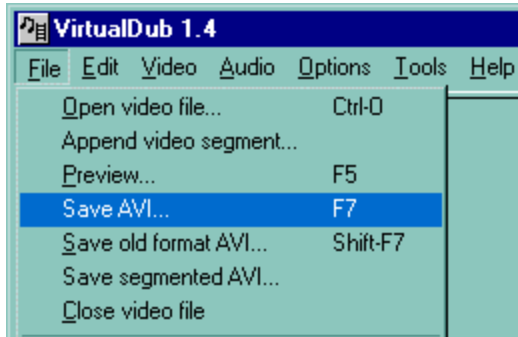 VirtualDub 1.4
File Edit Video Audio Options Tools Help
Open video file... Ctrl-O
Append video segment...
Preview... F5
Save AVI... F7
Save old format AVI... Shift-F7
Save segmented AVI...
Close video file